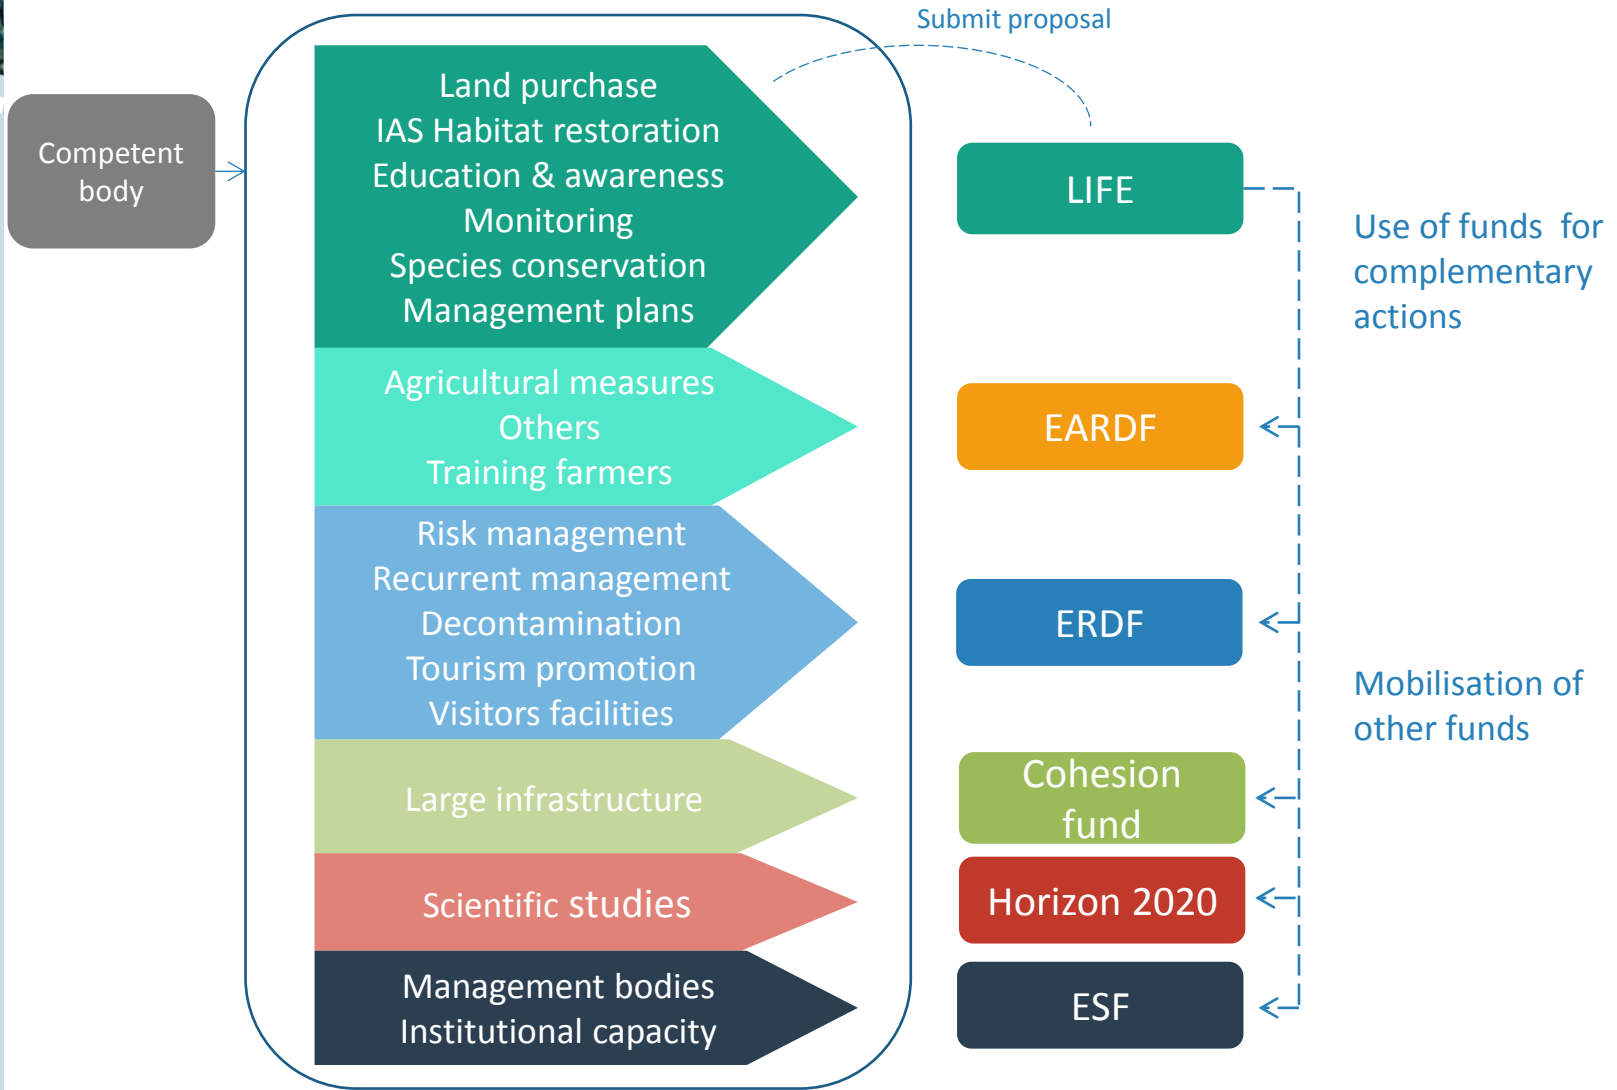 Submit proposal
Competent
body
Land purchase
IAS Habitat restoration
Education & awareness
Monitoring
Species conservation
Management plans
LIFE
Use of funds for
complementary
actions
Agricultural measures
Others
Training farmers
EARDF
Risk management
Recurrent management
Decontamination
Tourism promotion
Visitors facilities
ERDF
Mobilisation of
other funds
Large infrastructure
Cohesion
fund
Scientific studies
Horizon 2020
Management bodies
Institutional capacity
ESF